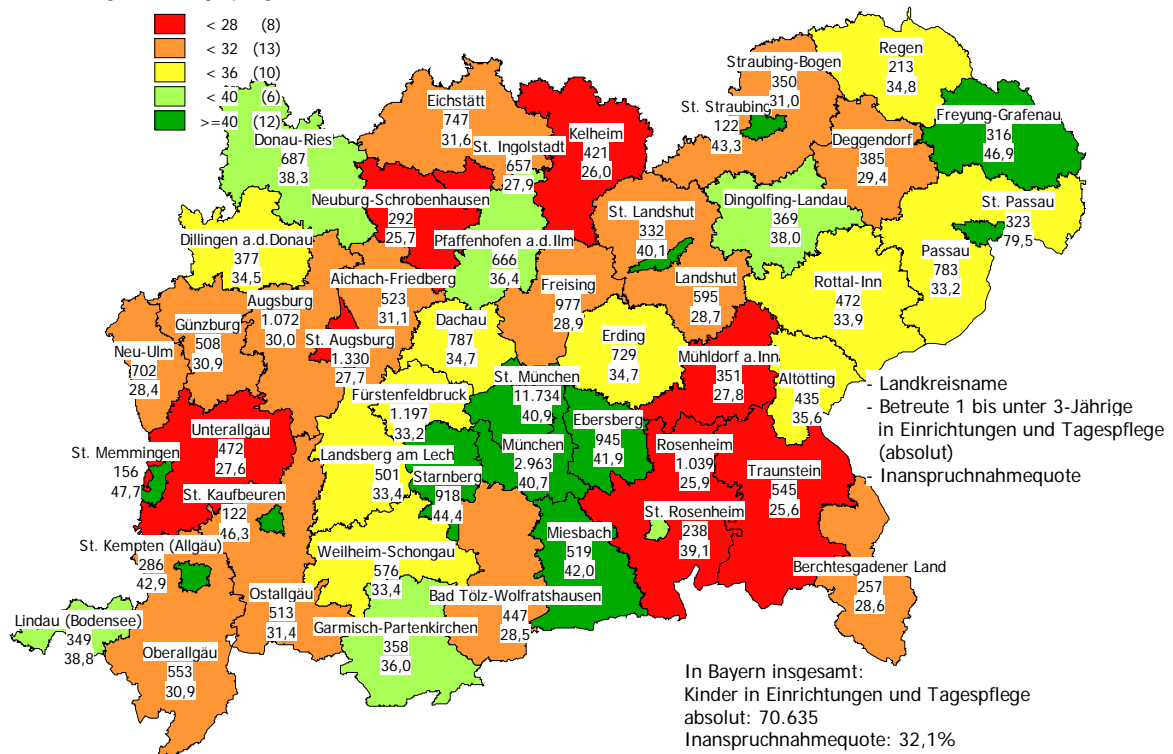 < 28 (8)
< 32 (13)
< 36 (10)
< 40 (6)
>=40 (12)
Regen
213
34,8
Straubing-Bogen
350
31,0
St. Straubing
122
43,3
Freyung-Grafenau
316
46,9
Eichstätt
747
31,6
Kelheim
421
26,0
Deggendorf
385
29,4
Donau-Ries
687
38,3
St. Ingolstadt
657
27,9
Dingolfing-Landau
369
38,0
St. Passau
323
79,5
Neuburg-Schrobenhausen
292
25,7
St. Landshut
332
40,1
Dillingen a.d.Donau
377
34,5
Pfaffenhofen a.d.Ilm
666
36,4
Passau
783
33,2
Aichach-Friedberg
523
31,1
Freising
977
28,9
Landshut
595
28,7
Rottal-Inn
472
33,9
Augsburg
1.072
30,0
Günzburg
508
30,9
Dachau
787
34,7
Erding
729
34,7
St. Augsburg
1.330
27,7
Neu-Ulm
702
28,4
Mühldorf a.Inn
351
27,8
Altötting
435
35,6
St. München
11.734
40,9
Fürstenfeldbruck
1.197
33,2
- Landkreisname
- Betreute 1 bis unter 3-Jährige
in Einrichtungen und Tagespflege
(absolut)
- Inanspruchnahmequote
Unterallgäu
472
27,6
Ebersberg
945
41,9
München
2.963
40,7
Rosenheim
1.039
25,9
St. Memmingen
156
47,7
Landsberg am Lech
501
33,4
Starnberg
918
44,4
Traunstein
545
25,6
St. Kaufbeuren
122
46,3
St. Rosenheim
238
39,1
Miesbach
519
42,0
St. Kempten (Allgäu)
286
42,9
Weilheim-Schongau
576
33,4
Berchtesgadener Land
257
28,6
Ostallgäu
513
31,4
Bad Tölz-Wolfratshausen
447
28,5
Lindau (Bodensee)
349
38,8
Garmisch-Partenkirchen
358
36,0
Oberallgäu
553
30,9
In Bayern insgesamt:
Kinder in Einrichtungen und Tagespflege
absolut: 70.635
Inanspruchnahmequote: 32,1%